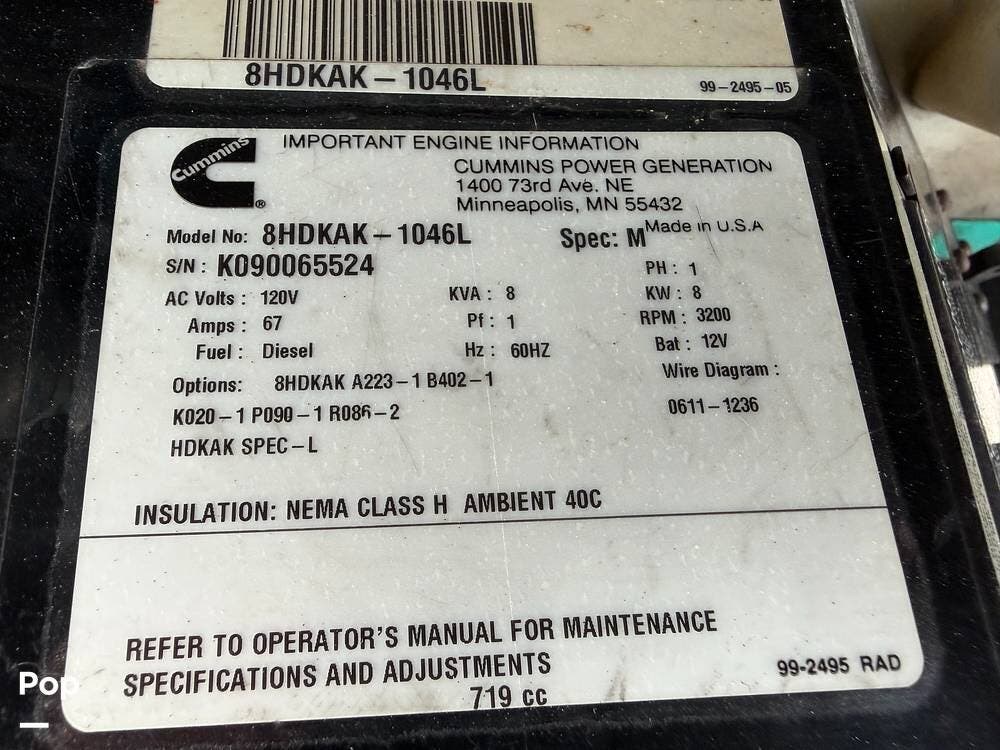 8HDKAK-1046L 99-2495-05
IMPORTANT ENGINE INFORMATION
Cummins
CUMMINS POWER GENERATION
1400 73rd Ave. NE
Minneapolis, MN 55432
®
Model No: 8HDKAK-1046L Spec: M Made in U.S.A
S/N: K090065524 PH: 1
AC Volts: 120V KVA: 8 KW: 8
Amps: 67 Pf: 1 RPM: 3200
Fuel: Diesel Hz: 60HZ Bat: 12V
Options: 8HDKAK A223-1 B402-1 Wire Diagram:
K020-1 P090-1 R086-2 0611-1236
HDKAK SPEC-L
INSULATION: NEMA CLASS H AMBIENT 40C
REFER TO OPERATOR'S MANUAL FOR MAINTENANCE
SPECIFICATIONS AND ADJUSTMENTS 99-2495 RAD
719 cc
Pop